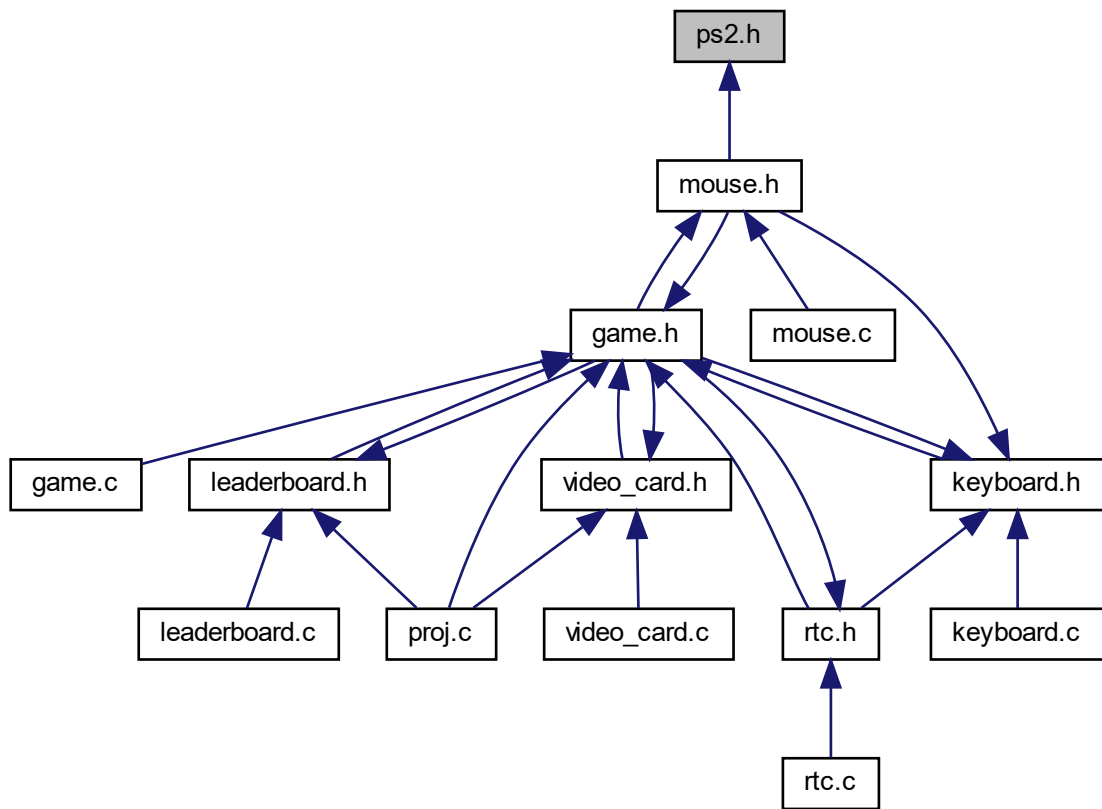 ps2.h
mouse.h
game.h
mouse.c
game.c
leaderboard.h
video_card.h
keyboard.h
leaderboard.c
proj.c
video_card.c
rtc.h
keyboard.c
rtc.c